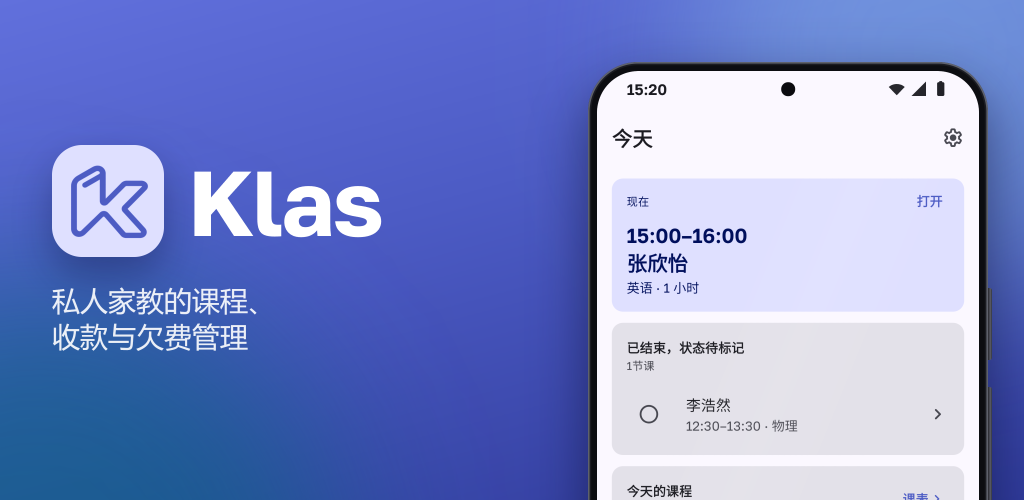 Klas
私人家教的课程、
收款与欠费管理
15:20
今天
现在
打开
15:00–16:00
张欣怡
英语 · 1 小时
已结束，状态待标记
1节课
李浩然
12:30–13:30 · 物理
今天的课程
课表